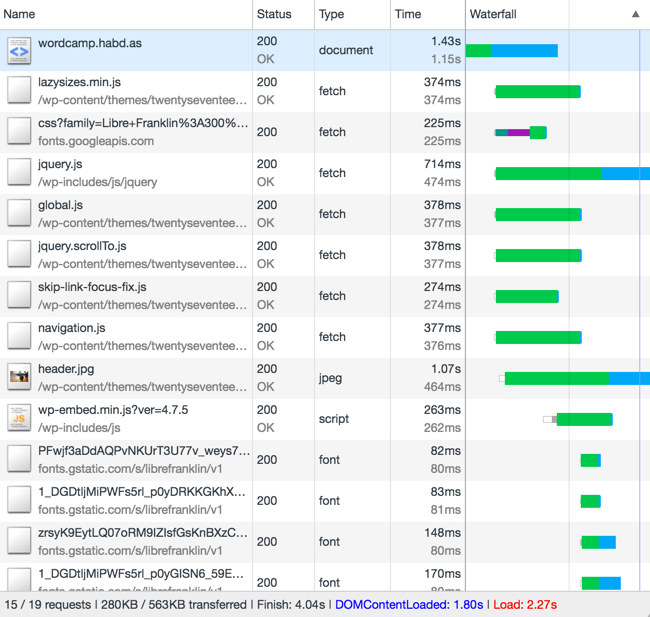 Name Status Type Time Waterfall ▲
wordcamp.habd.as 200 OK document 1.43s 1.15s
lazysizes.min.js 200 fetch 374ms
/wp-content/themes/twentyseventee… OK 374ms
css?family=Libre+Franklin%3A300%… 200 fetch 225ms
fonts.googleapis.com 225ms
jquery.js 200 fetch 714ms
/wp-includes/js/jquery OK 474ms
global.js 200 fetch 378ms
/wp-content/themes/twentyseventee… OK 377ms
jquery.scrollTo.js 200 fetch 378ms
/wp-content/themes/twentyseventee… OK 377ms
skip-link-focus-fix.js 200 fetch 274ms
/wp-content/themes/twentyseventee… OK 274ms
navigation.js 200 fetch 377ms
/wp-content/themes/twentyseventee… OK 376ms
header.jpg 200 jpeg 1.07s
/wp-content/themes/twentyseventee… OK 464ms
JS wp-embed.min.js?ver=4.7.5 200 script 263ms
/wp-includes/js OK 262ms
PFwjf3aDdAQPvNKUrT3U77v_weys7… 200 font 82ms
fonts.gstatic.com/s/librefranklin/v1 80ms
1_DGDtljMiPWFs5rl_p0yDRKKGKhX… 200 font 83ms
fonts.gstatic.com/s/librefranklin/v1 81ms
zrsyK9EytLQ07oRM9IZIsfGsKnBXzC… 200 font 148ms
fonts.gstatic.com/s/librefranklin/v1 80ms
1_DGDtljMiPWFs5rl_p0yGISN6_59E… 200 font 170ms
15 / 19 requests | 280KB / 563KB transferred | Finish: 4.04s | DOMContentLoaded: 1.80s | Load: 2.27s